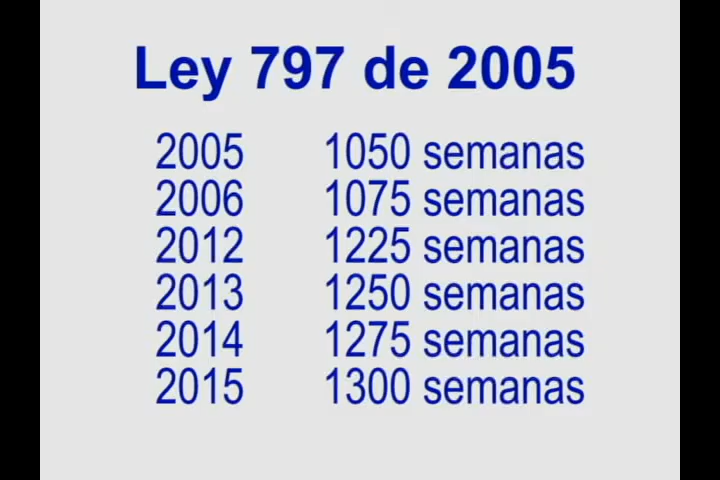 Ley 797 de 2005
2005 1050 semanas
2006 1075 semanas
2012 1225 semanas
2013 1250 semanas
2014 1275 semanas
2015 1300 semanas